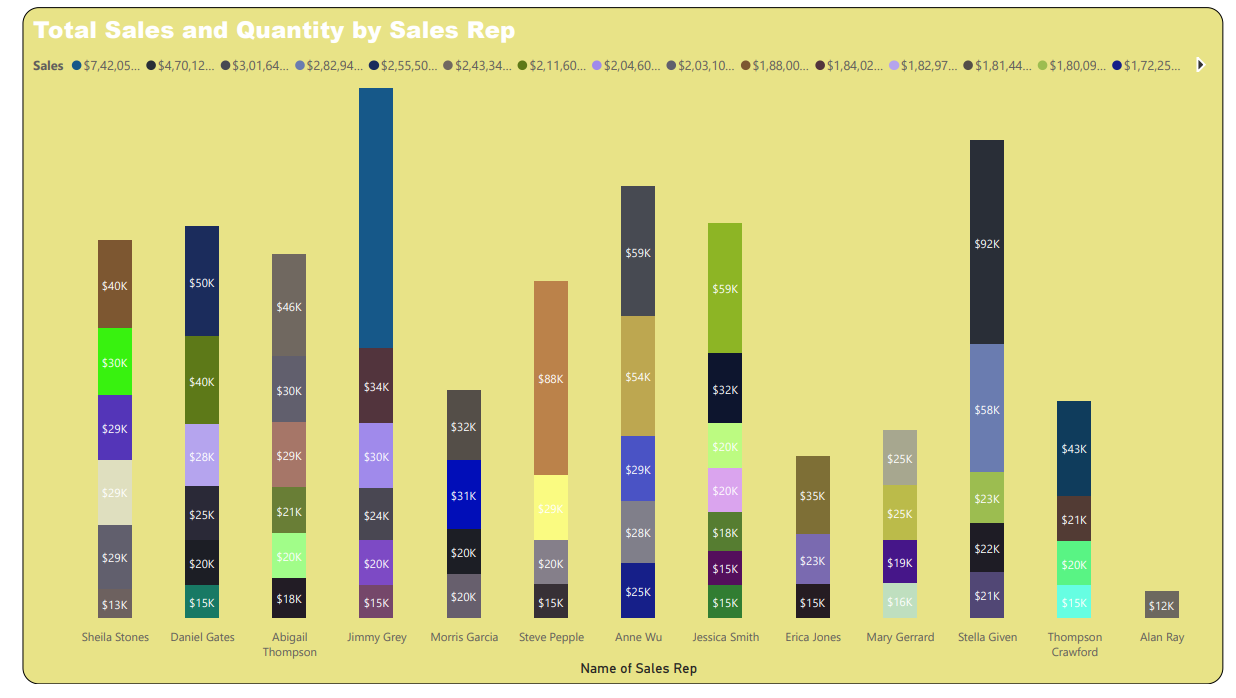 Total Sales and Quantity by Sales Rep
Sales $7,42,05... $4,70,12... $3,01,64... $2,82,94... $2,55,50... $2,43,34... $2,11,60... $2,04,60... $2,03,10... $1,88,00... $1,84,02... $1,82,97... $1,81,44... $1,80,09... $1,72,25...
$40K
$30K
$29K
$29K
$29K
$13K
$50K
$40K
$28K
$25K
$20K
$15K
$46K
$30K
$29K
$21K
$20K
$18K
$34K
$30K
$24K
$20K
$15K
$32K
$31K
$20K
$20K
$88K
$29K
$20K
$15K
$59K
$54K
$29K
$28K
$25K
$59K
$32K
$20K
$20K
$18K
$15K
$15K
$35K
$23K
$15K
$25K
$25K
$19K
$16K
$92K
$58K
$23K
$22K
$21K
$43K
$21K
$20K
$15K
$12K
Sheila Stones
Daniel Gates
Abigail
Thompson
Jimmy Grey
Morris Garcia
Steve Pepple
Anne Wu
Jessica Smith
Erica Jones
Mary Gerrard
Stella Given
Thompson
Crawford
Alan Ray
Name of Sales Rep